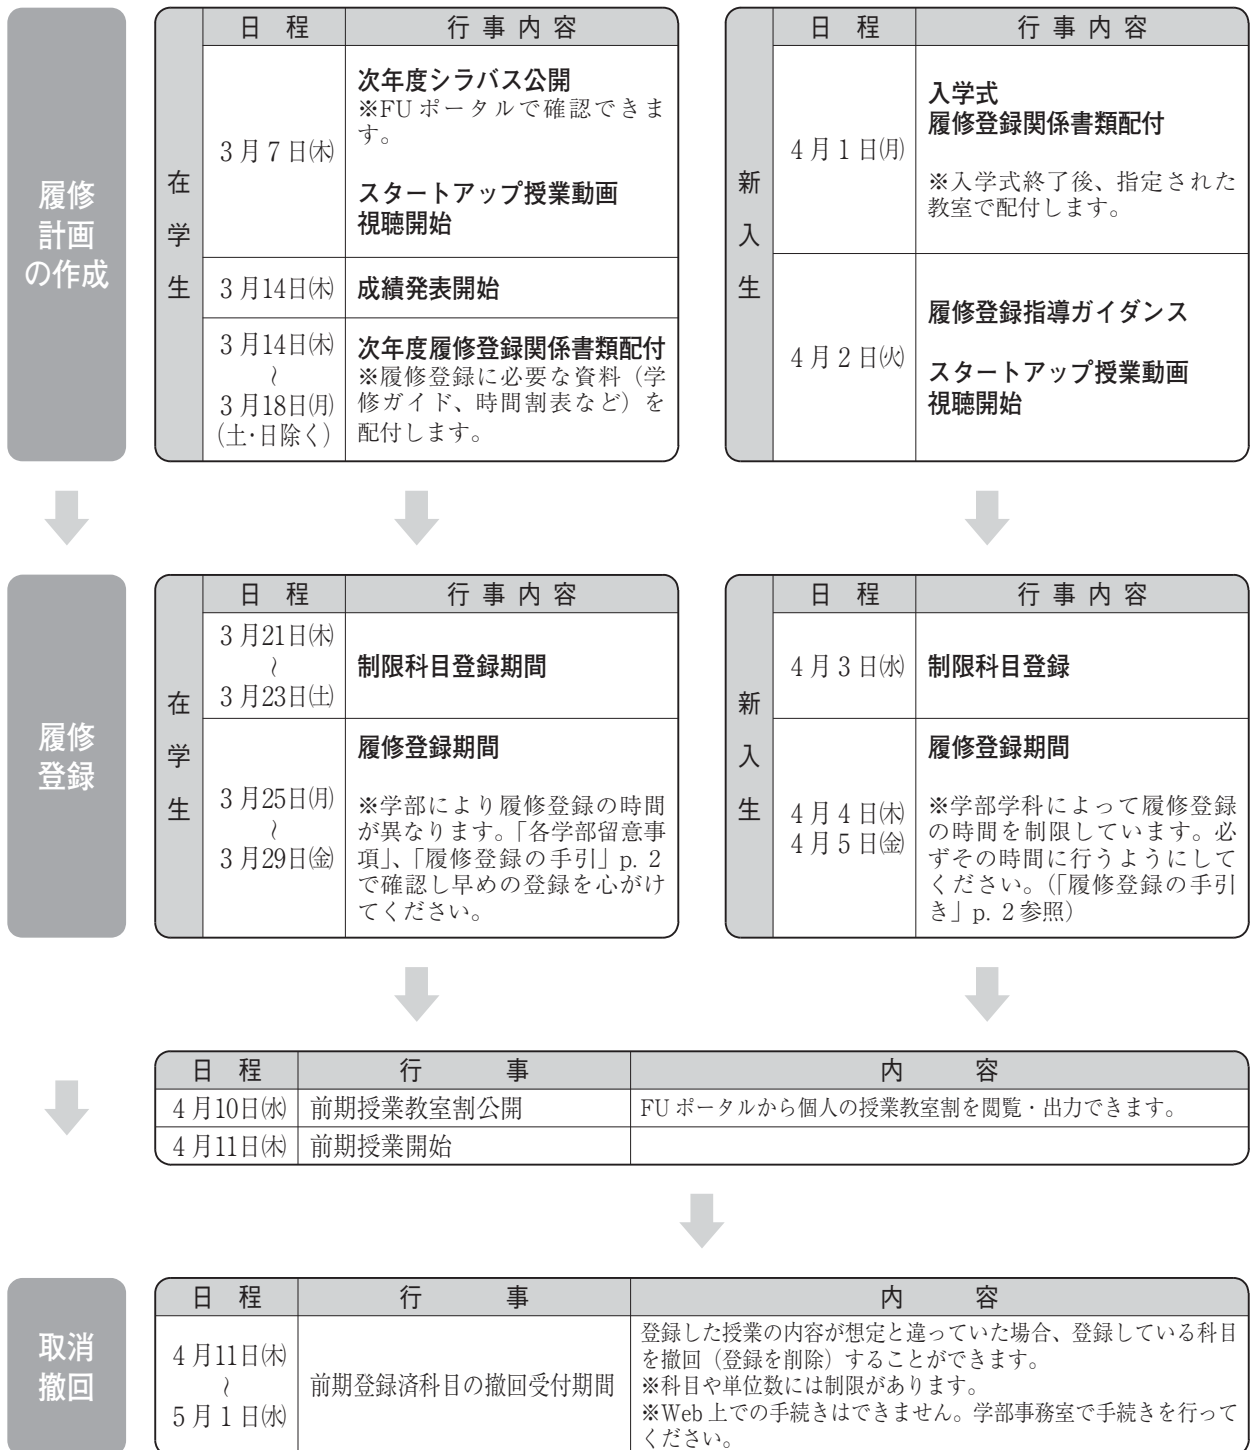 履修
計画
の作成
在学生
日 程 行事内容
3月7日㈭
次年度シラバス公開
※FUポータルで確認できま
す。
スタートアップ授業動画
視聴開始
3月14日㈭ 成績発表開始
3月14日㈭
〜
3月18日㈪
(土・日除く)
次年度履修登録関係書類配付
※履修登録に必要な資料（学
修ガイド、時間割表など）を
配付します。
新入生
日 程 行事内容
4月1日㈪
入学式
履修登録関係書類配付
※入学式終了後、指定された
教室で配付します。
4月2日㈫
履修登録指導ガイダンス
スタートアップ授業動画
視聴開始
履修
登録
在学生
日 程 行事内容
3月21日㈭
〜
3月23日㈯
制限科目登録期間
3月25日㈪
〜
3月29日㈮
履修登録期間
※学部により履修登録の時間
が異なります。「各学部留意事
項」、「履修登録の手引」p. 2
で確認し早めの登録を心がけ
てください。
新入生
日 程 行事内容
4月3日㈬ 制限科目登録
4月4日㈭
4月5日㈮
履修登録期間
※学部学科によって履修登録
の時間を制限しています。必
ずその時間に行うようにして
ください。（「履修登録の手引
き」p. 2参照）
日 程 行 事 内 容
4月10日㈬ 前期授業教室割公開 FUポータルから個人の授業教室割を閲覧・出力できます。
4月11日㈭ 前期授業開始
取消
撤回
日 程 行 事 内 容
4月11日㈭
〜
5月1日㈬
前期登録済科目の撤回受付期間
登録した授業の内容が想定と違っていた場合、登録している科目
を撤回（登録を削除）することができます。
※科目や単位数には制限があります。
※Web上での手続きはできません。学部事務室で手続きを行って
ください。